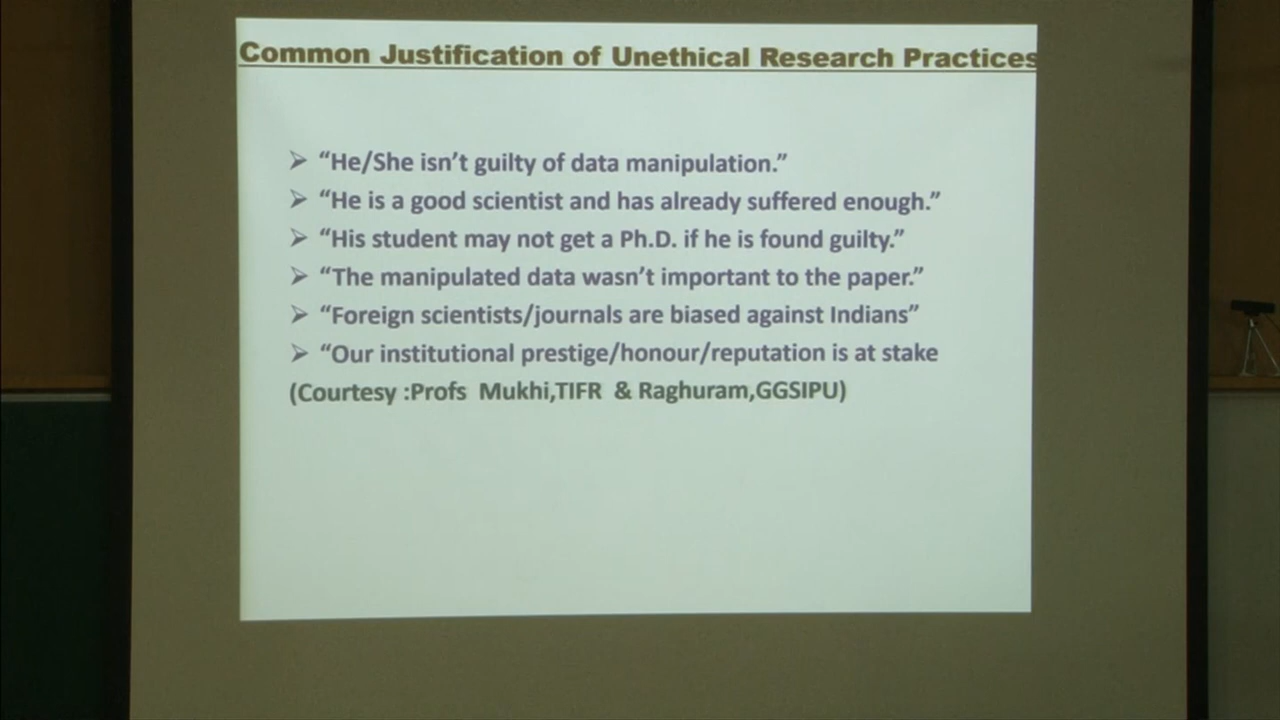 Common Justification of Unethical Research Practices
➢ “He/She isn’t guilty of data manipulation.”
➢ “He is a good scientist and has already suffered enough.”
➢ “His student may not get a Ph.D. if he is found guilty.”
➢ “The manipulated data wasn’t important to the paper.”
➢ “Foreign scientists/journals are biased against Indians”
➢ “Our institutional prestige/honour/reputation is at stake
(Courtesy :Profs Mukhi,TIFR & Raghuram,GGSIPU)